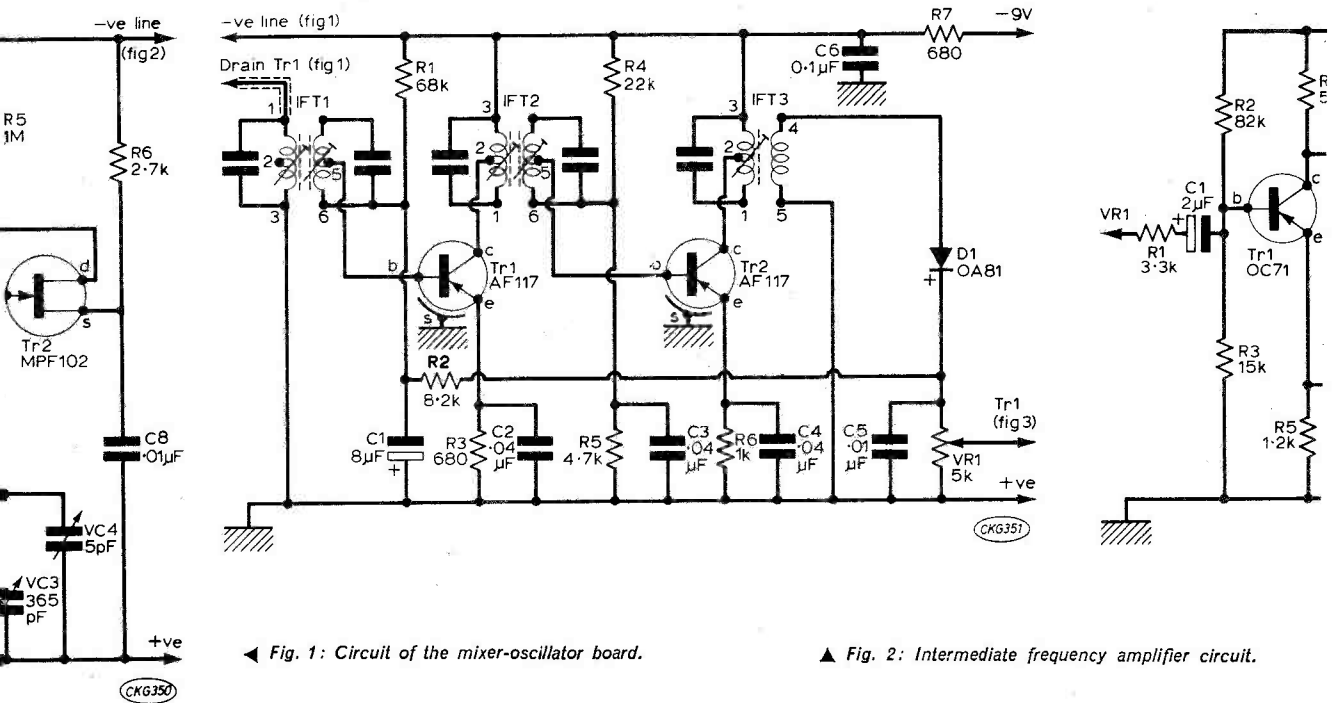 -ve line
(fig2)
R5
1M
R6
2·7k
d
s
Tr2
MPF102
C8
·01µF
VC4
5pF
VC3
365
pF
+ve
CKG350
-ve line (fig1)
Drain Tr1 (fig1)
R1
68k
R4
22k
R7
680
-9V
C6
0·1µF
1
IFT1
2
5
3
6
3
IFT2
2
5
1
6
3
IFT3
4
2
1
5
b
c
Tr1
AF117
e
s
c
Tr2
AF117
e
s
D1
OA81
+
R2
8·2k
C1
8µF
+
R3
680
C2
·04
µF
R5
4·7k
C3
·04
µF
R6
1k
C4
·04
µF
C5
·01
µF
VR1
5k
Tr1
(fig3)
+ve
CKG351
R2
82k
R
5
C1
2µF
+
b
c
e
VR1
R1
3·3k
Tr1
OC71
R3
15k
R5
1·2k
◄ Fig. 1: Circuit of the mixer-oscillator board.
▲ Fig. 2: Intermediate frequency amplifier circuit.